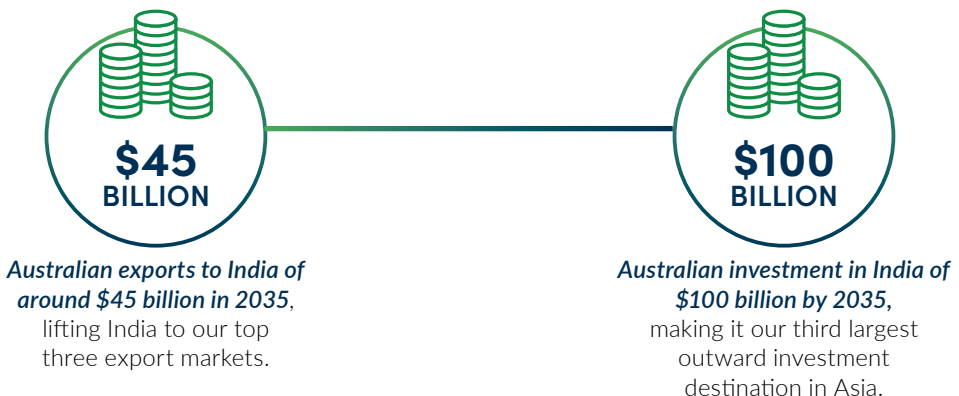 $45
BILLION
Australian exports to India of
around $45 billion in 2035,
lifting India to our top
three export markets.
$100
BILLION
Australian investment in India of
$100 billion by 2035,
making it our third largest
outward investment
destination in Asia.